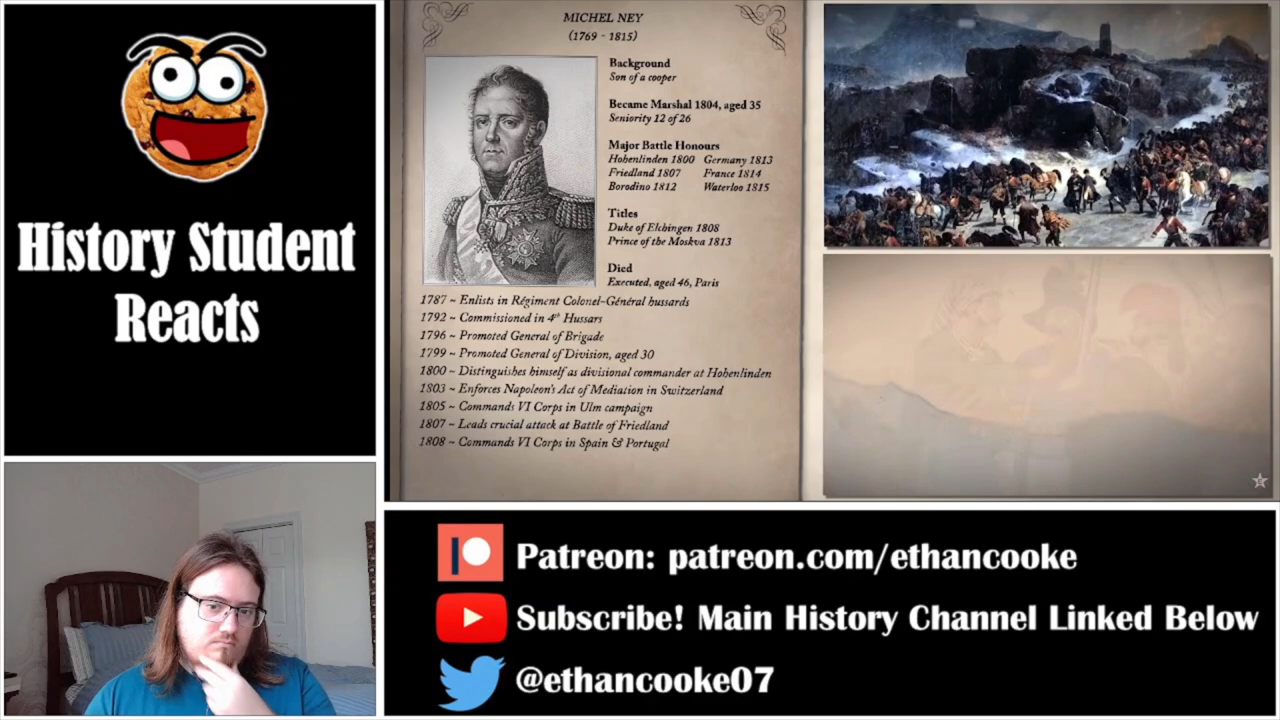 History Student
Reacts
MICHEL NEY
(1769 - 1815)
Background
Son of a cooper
Became Marshal 1804, aged 35
Seniority 12 of 26
Major Battle Honours
Hohenlinden 1800 Germany 1813
Friedland 1807 France 1814
Borodino 1812 Waterloo 1815
Titles
Duke of Elchingen 1808
Prince of the Moskva 1813
Died
Executed, aged 46, Paris
1787 ~ Enlists in Régiment Colonel-Général hussards
1792 ~ Commissioned in 4th Hussars
1796 ~ Promoted General of Brigade
1799 ~ Promoted General of Division, aged 30
1800 ~ Distinguishes himself as divisional commander at Hohenlinden
1803 ~ Enforces Napoleon's Act of Mediation in Switzerland
1805 ~ Commands VI Corps in Ulm campaign
1807 ~ Leads crucial attack at Battle of Friedland
1808 ~ Commands VI Corps in Spain & Portugal
Patreon: patreon.com/ethancooke
Subscribe! Main History Channel Linked Below
@ethancooke07